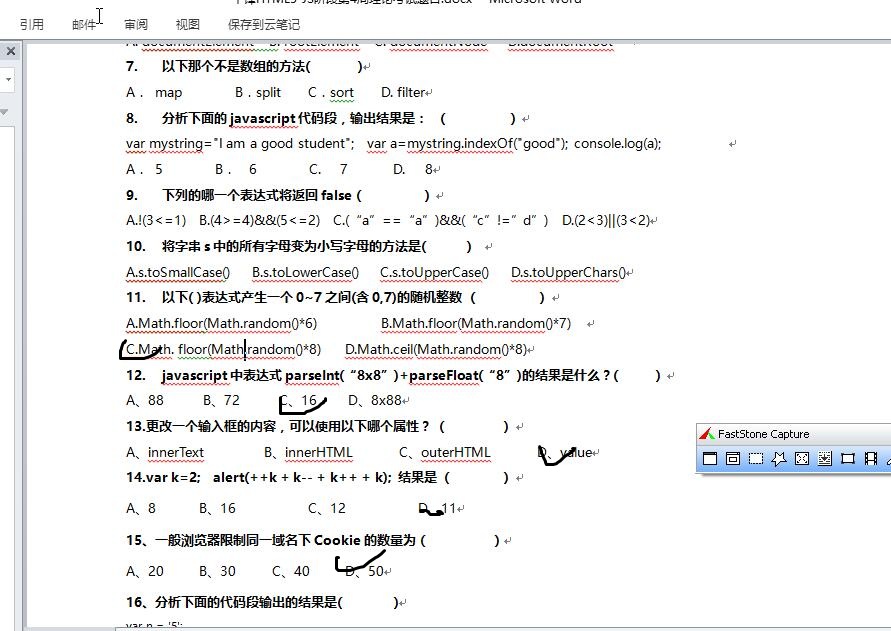 引用 邮件 审阅 视图 保存到云笔记
A. documentElement B. rootElement C. documentNode D.documentRoot
7. 以下那个不是数组的方法( )
A． map B．split C．sort D. filter
8. 分析下面的 javascript 代码段，输出结果是： （ ）
var mystring="I am a good student"; var a=mystring.indexOf("good"); console.log(a);
A． 5 B． 6 C. 7 D. 8
9. 下列的哪一个表达式将返回 false（ ）
A.!(3<=1) B.(4>=4)&&(5<=2) C.(“a”==“a”)&&(“c”!=”d”) D.(2<3)||(3<2)
10. 将字串 s 中的所有字母变为小写字母的方法是( )
A.s.toSmallCase() B.s.toLowerCase() C.s.toUpperCase() D.s.toUpperChars()
11. 以下( )表达式产生一个 0~7 之间(含 0,7)的随机整数（ ）
A.Math.floor(Math.random()*6) B.Math.floor(Math.random()*7)
C.Math. floor(Math.random()*8) D.Math.ceil(Math.random()*8)
12. javascript 中表达式 parseInt(“8x8”)+parseFloat(“8”)的结果是什么？( )
A、88 B、72 C、16 D、8x88
13.更改一个输入框的内容，可以使用以下哪个属性？（ ）
A、innerText B、innerHTML C、outerHTML D、value
14.var k=2; alert(++k + k-- + k++ + k); 结果是（ ）
A、8 B、16 C、12 D、11
15、一般浏览器限制同一域名下 Cookie 的数量为（ ）
A、20 B、30 C、40 D、50
16、分析下面的代码段输出的结果是( )
var n = '5';
FastStone Capture